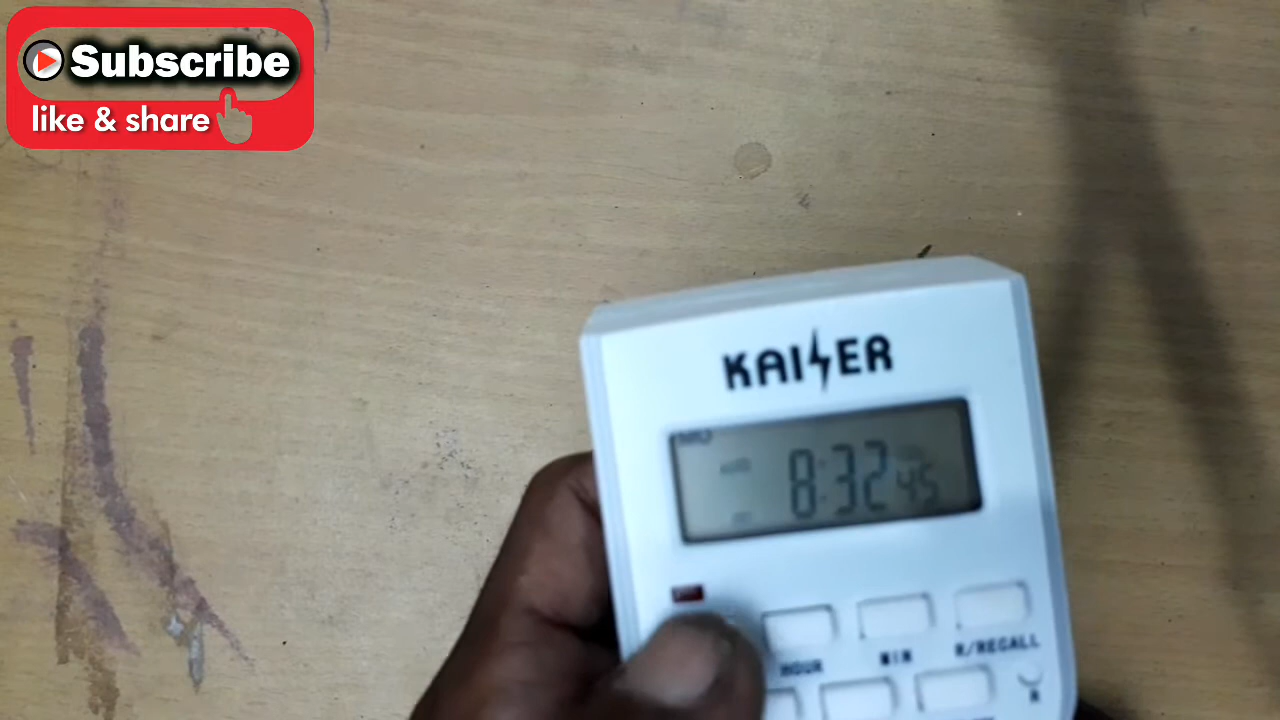 Subscribe
like & share
KAISER
8:32 45
HOUR
MIN
R/RECALL
R